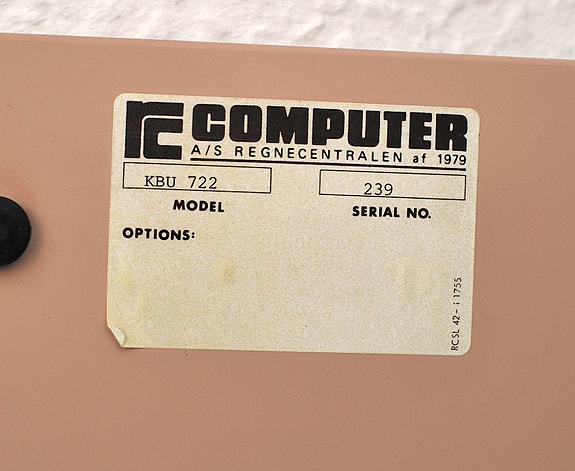 rc COMPUTER
A/S REGNECENTRALEN af 1979
KBU 722 239
MODEL SERIAL NO.
OPTIONS:
RCSL 42-i 1755